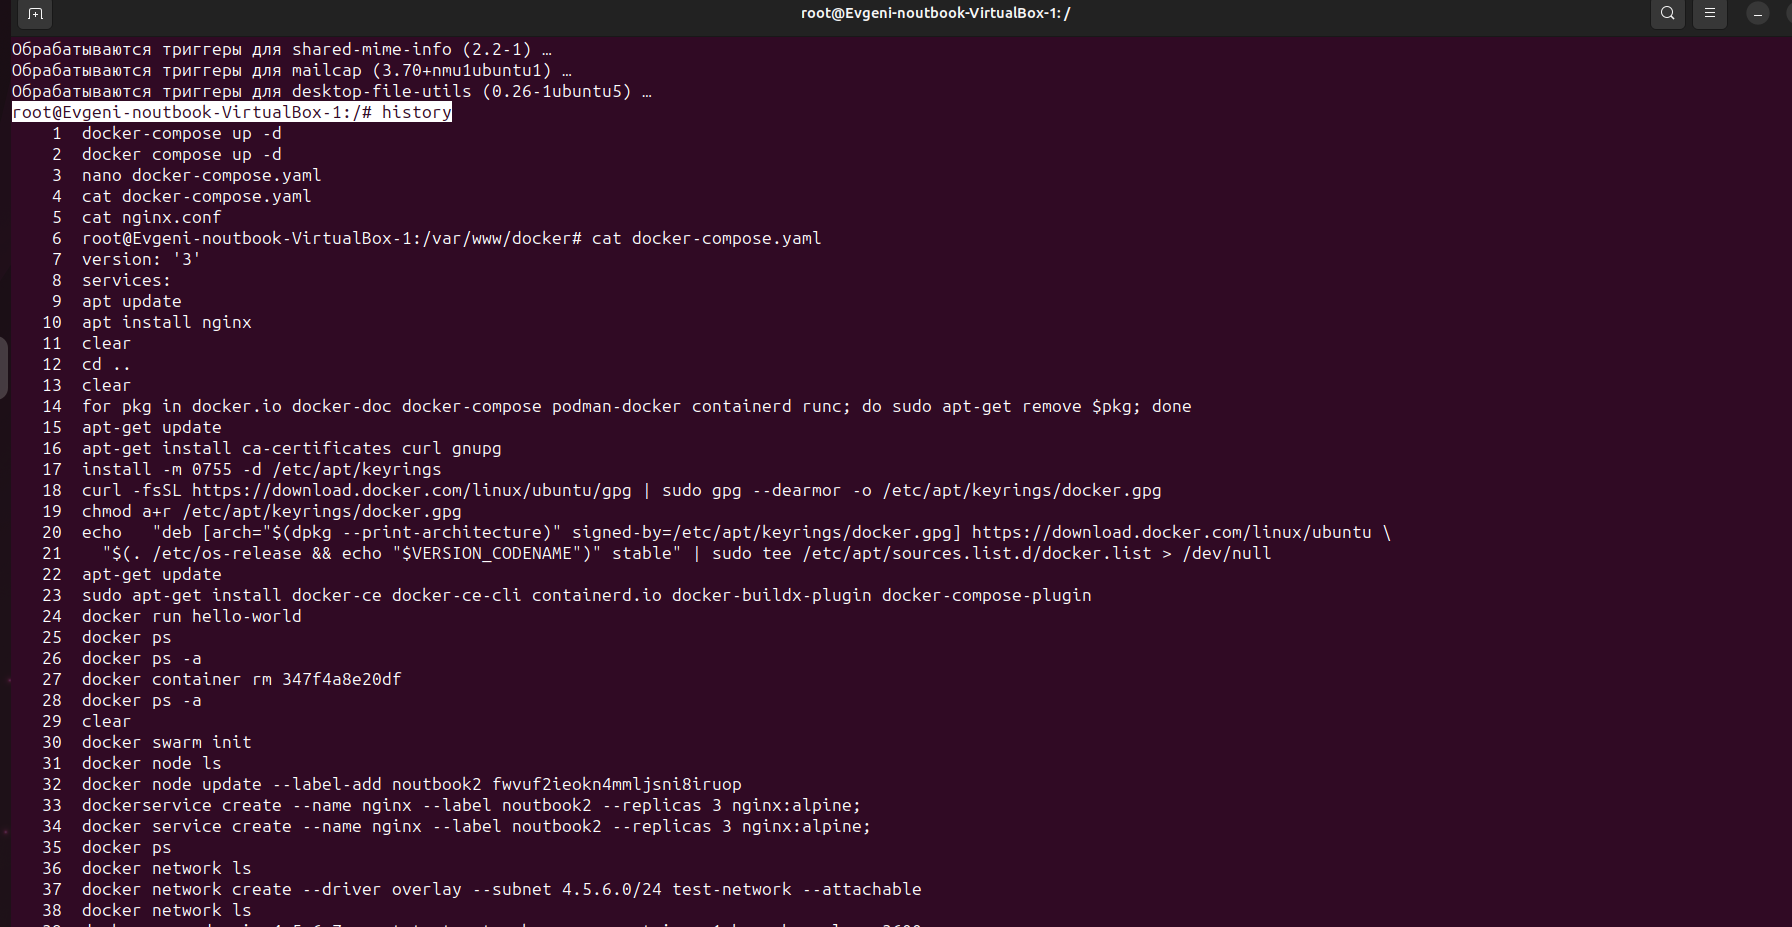 root@Evgeni-noutbook-VirtualBox-1: /
Обрабатываются триггеры для shared-mime-info (2.2-1) …
Обрабатываются триггеры для mailcap (3.70+nmu1ubuntu1) …
Обрабатываются триггеры для desktop-file-utils (0.26-1ubuntu5) …
root@Evgeni-noutbook-VirtualBox-1:/# history
1 docker-compose up -d
2 docker compose up -d
3 nano docker-compose.yaml
4 cat docker-compose.yaml
5 cat nginx.conf
6 root@Evgeni-noutbook-VirtualBox-1:/var/www/docker# cat docker-compose.yaml
7 version: '3'
8 services:
9 apt update
10 apt install nginx
11 clear
12 cd ..
13 clear
14 for pkg in docker.io docker-doc docker-compose podman-docker containerd runc; do sudo apt-get remove $pkg; done
15 apt-get update
16 apt-get install ca-certificates curl gnupg
17 install -m 0755 -d /etc/apt/keyrings
18 curl -fsSL https://download.docker.com/linux/ubuntu/gpg | sudo gpg --dearmor -o /etc/apt/keyrings/docker.gpg
19 chmod a+r /etc/apt/keyrings/docker.gpg
20 echo "deb [arch="$(dpkg --print-architecture)" signed-by=/etc/apt/keyrings/docker.gpg] https://download.docker.com/linux/ubuntu \
21 "$(. /etc/os-release && echo "$VERSION_CODENAME")" stable" | sudo tee /etc/apt/sources.list.d/docker.list > /dev/null
22 apt-get update
23 sudo apt-get install docker-ce docker-ce-cli containerd.io docker-buildx-plugin docker-compose-plugin
24 docker run hello-world
25 docker ps
26 docker ps -a
27 docker container rm 347f4a8e20df
28 docker ps -a
29 clear
30 docker swarm init
31 docker node ls
32 docker node update --label-add noutbook2 fwvuf2ieokn4mmljsni8iruop
33 dockerservice create --name nginx --label noutbook2 --replicas 3 nginx:alpine;
34 docker service create --name nginx --label noutbook2 --replicas 3 nginx:alpine;
35 docker ps
36 docker network ls
37 docker network create --driver overlay --subnet 4.5.6.0/24 test-network --attachable
38 docker network ls